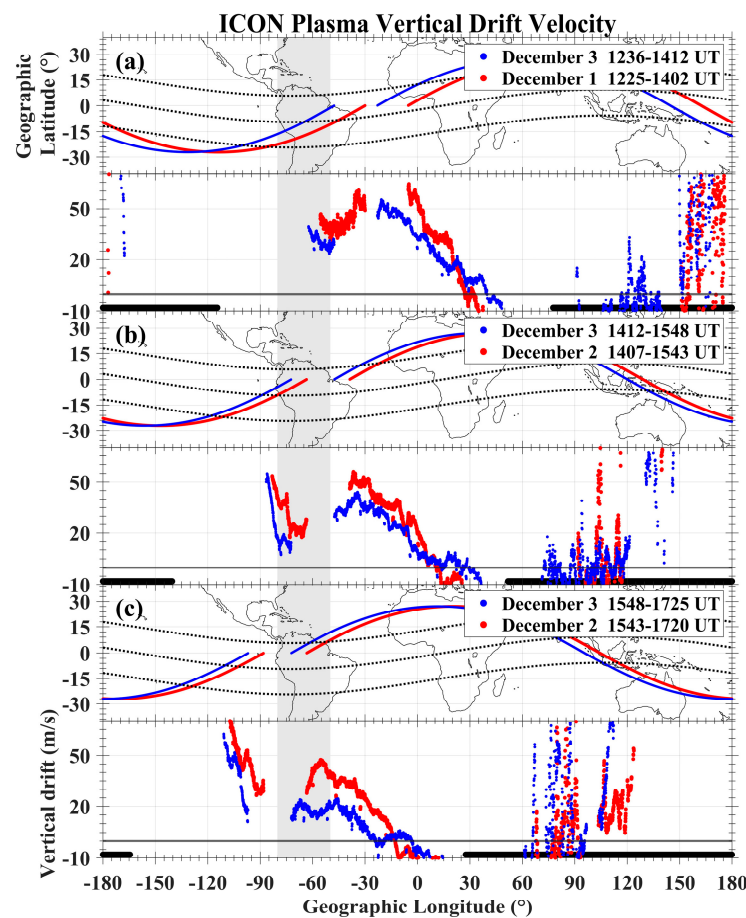 ICON Plasma Vertical Drift Velocity
Geographic
Latitude (°)
(a)
December 3 1236-1412 UT
December 1 1225-1402 UT
30
15
0
-15
-30
50
20
-10
(b)
December 3 1412-1548 UT
December 2 1407-1543 UT
30
15
0
-15
-30
50
20
-10
(c)
December 3 1548-1725 UT
December 2 1543-1720 UT
30
15
0
-15
-30
Vertical drift (m/s)
50
20
-10
-180 -150 -120 -90 -60 -30 0 30 60 90 120 150 180
Geographic Longitude (°)